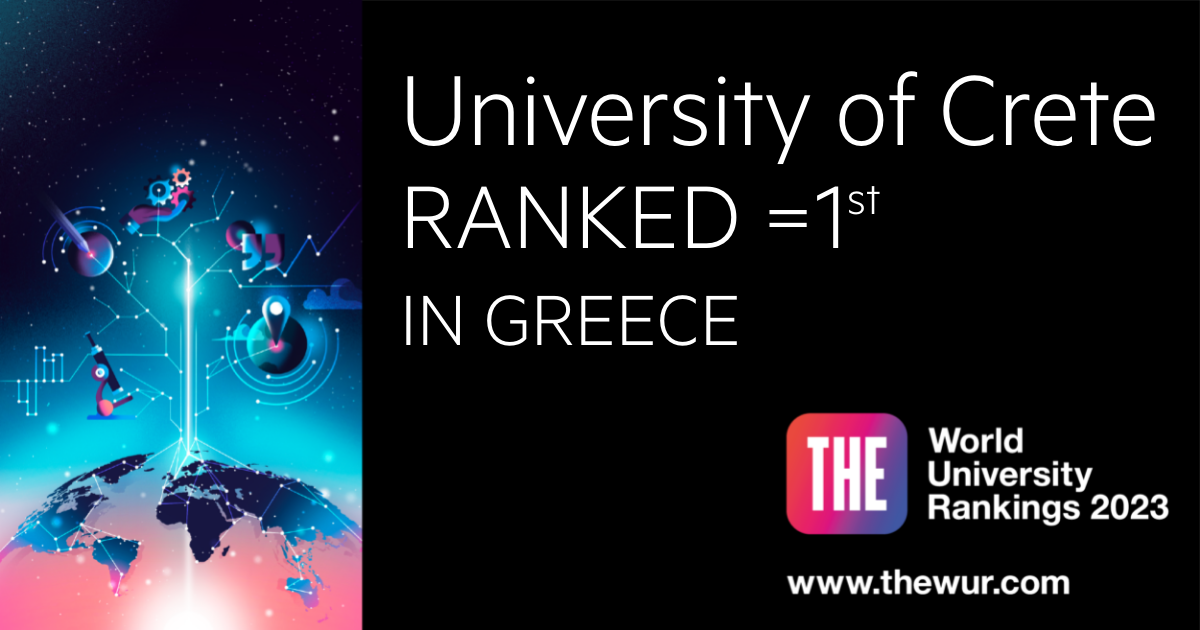 University of Crete
RANKED =1st
IN GREECE
THE
World
University
Rankings 2023
www.thewur.com